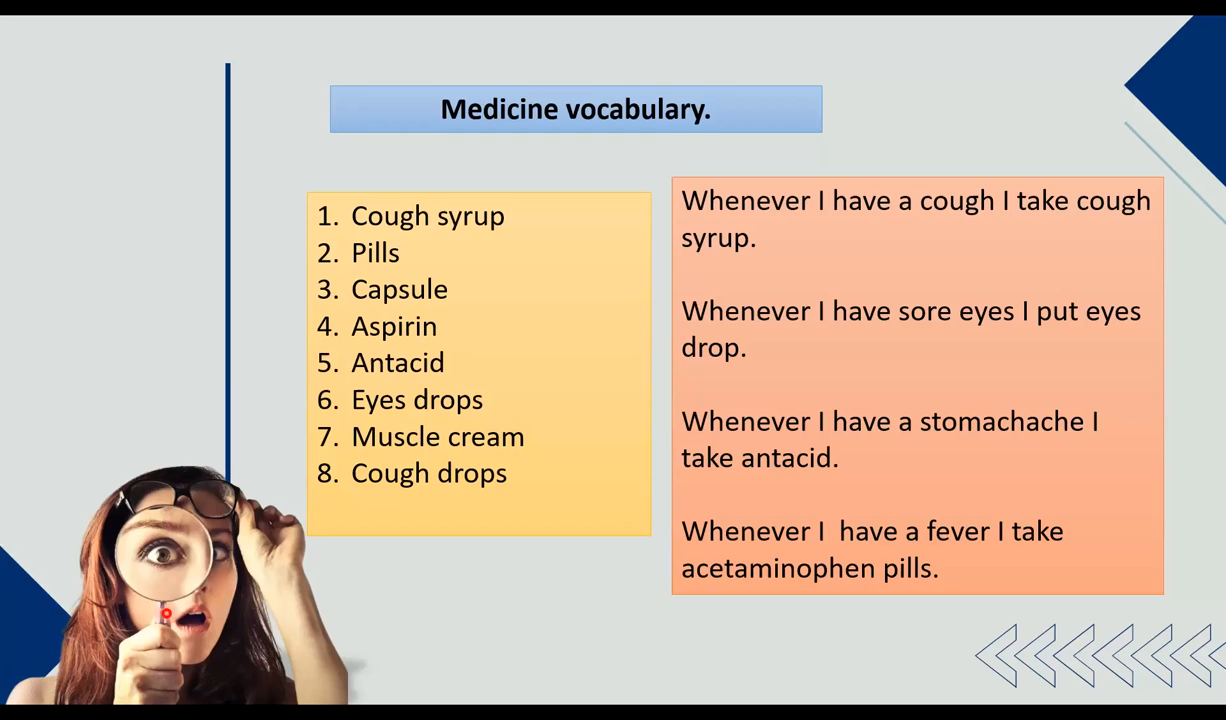 Medicine vocabulary.
1. Cough syrup
2. Pills
3. Capsule
4. Aspirin
5. Antacid
6. Eyes drops
7. Muscle cream
8. Cough drops
Whenever I have a cough I take cough
syrup.
Whenever I have sore eyes I put eyes
drop.
Whenever I have a stomachache I
take antacid.
Whenever I  have a fever I take
acetaminophen pills.